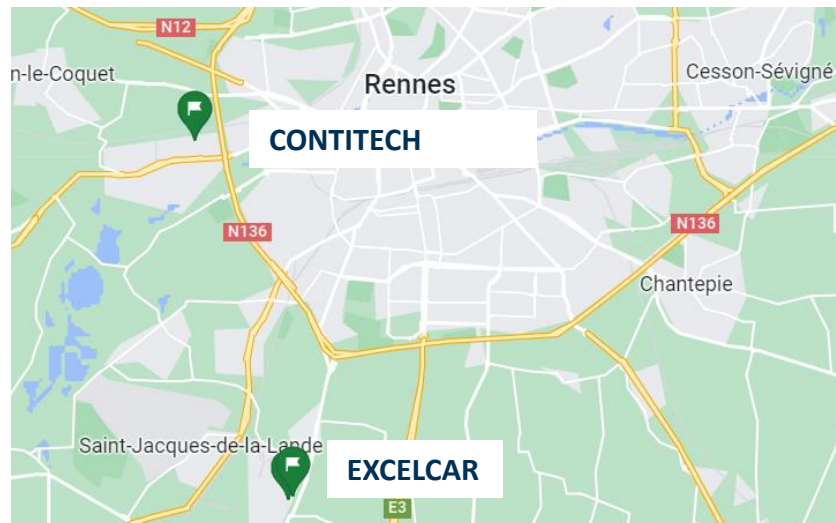 N12
n-le-Coquet
Rennes
Cesson-Sévigné
CONTITECH
N136
N136
Chantepie
Saint-Jacques-de-la-Lande
EXCELCAR
E3